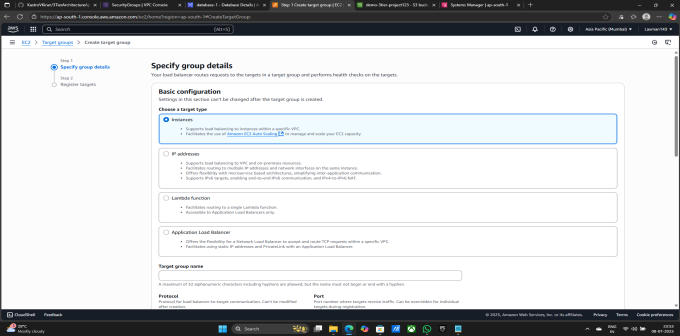 KastroVKiran/3TierArchitecture/
SecurityGroups | VPC Console
database-1 - Database Details |
Step 1 Create target group | EC2
demo-3tier-project123 - S3 buc
Systems Manager | ap-south-1
https://ap-south-1.console.aws.amazon.com/ec2/home?region=ap-south-1#CreateTargetGroup:
aws
Search
[Alt+S]
Asia Pacific (Mumbai)
EC2 > Target groups > Create target group
Step 1
Specify group details
Step 2
Register targets
Specify group details
Your load balancer routes requests to the targets in a target group and performs health checks on the targets.
Basic configuration
Settings in this section can't be changed after the target group is created.
Choose a target type
Instances
• Supports load balancing to instances within a specific VPC.
• Facilitates the use of Amazon EC2 Auto Scaling to manage and scale your EC2 capacity.
IP addresses
• Supports load balancing to VPC and on-premises resources.
• Facilitates routing to multiple IP addresses and network interfaces on the same instance.
• Offers flexibility with microservice based architectures, simplifying inter-application communication.
• Supports IPv6 targets, enabling end-to-end IPv6 communication, and IPv4-to-IPv6 NAT.
Lambda function
• Facilitates routing to a single Lambda function.
• Accessible to Application Load Balancers only.
Application Load Balancer
• Offers the flexibility for a Network Load Balancer to accept and route TCP requests within a specific VPC.
• Facilitates using static IP addresses and PrivateLink with an Application Load Balancer.
Target group name
A maximum of 32 alphanumeric characters including hyphens are allowed, but the name must not begin or end with a hyphen.
Protocol
Protocol for load balancer-to-target communication. Can't be modified
after creation.
Port
Port number where targets receive traffic. Can be overridden for individual
targets during registration.
CloudShell
Feedback
© 2025, Amazon Web Services, Inc. or its affiliates.
Privacy
Terms
Cookie preferences
Mostly cloudy
Search
ENG
IN